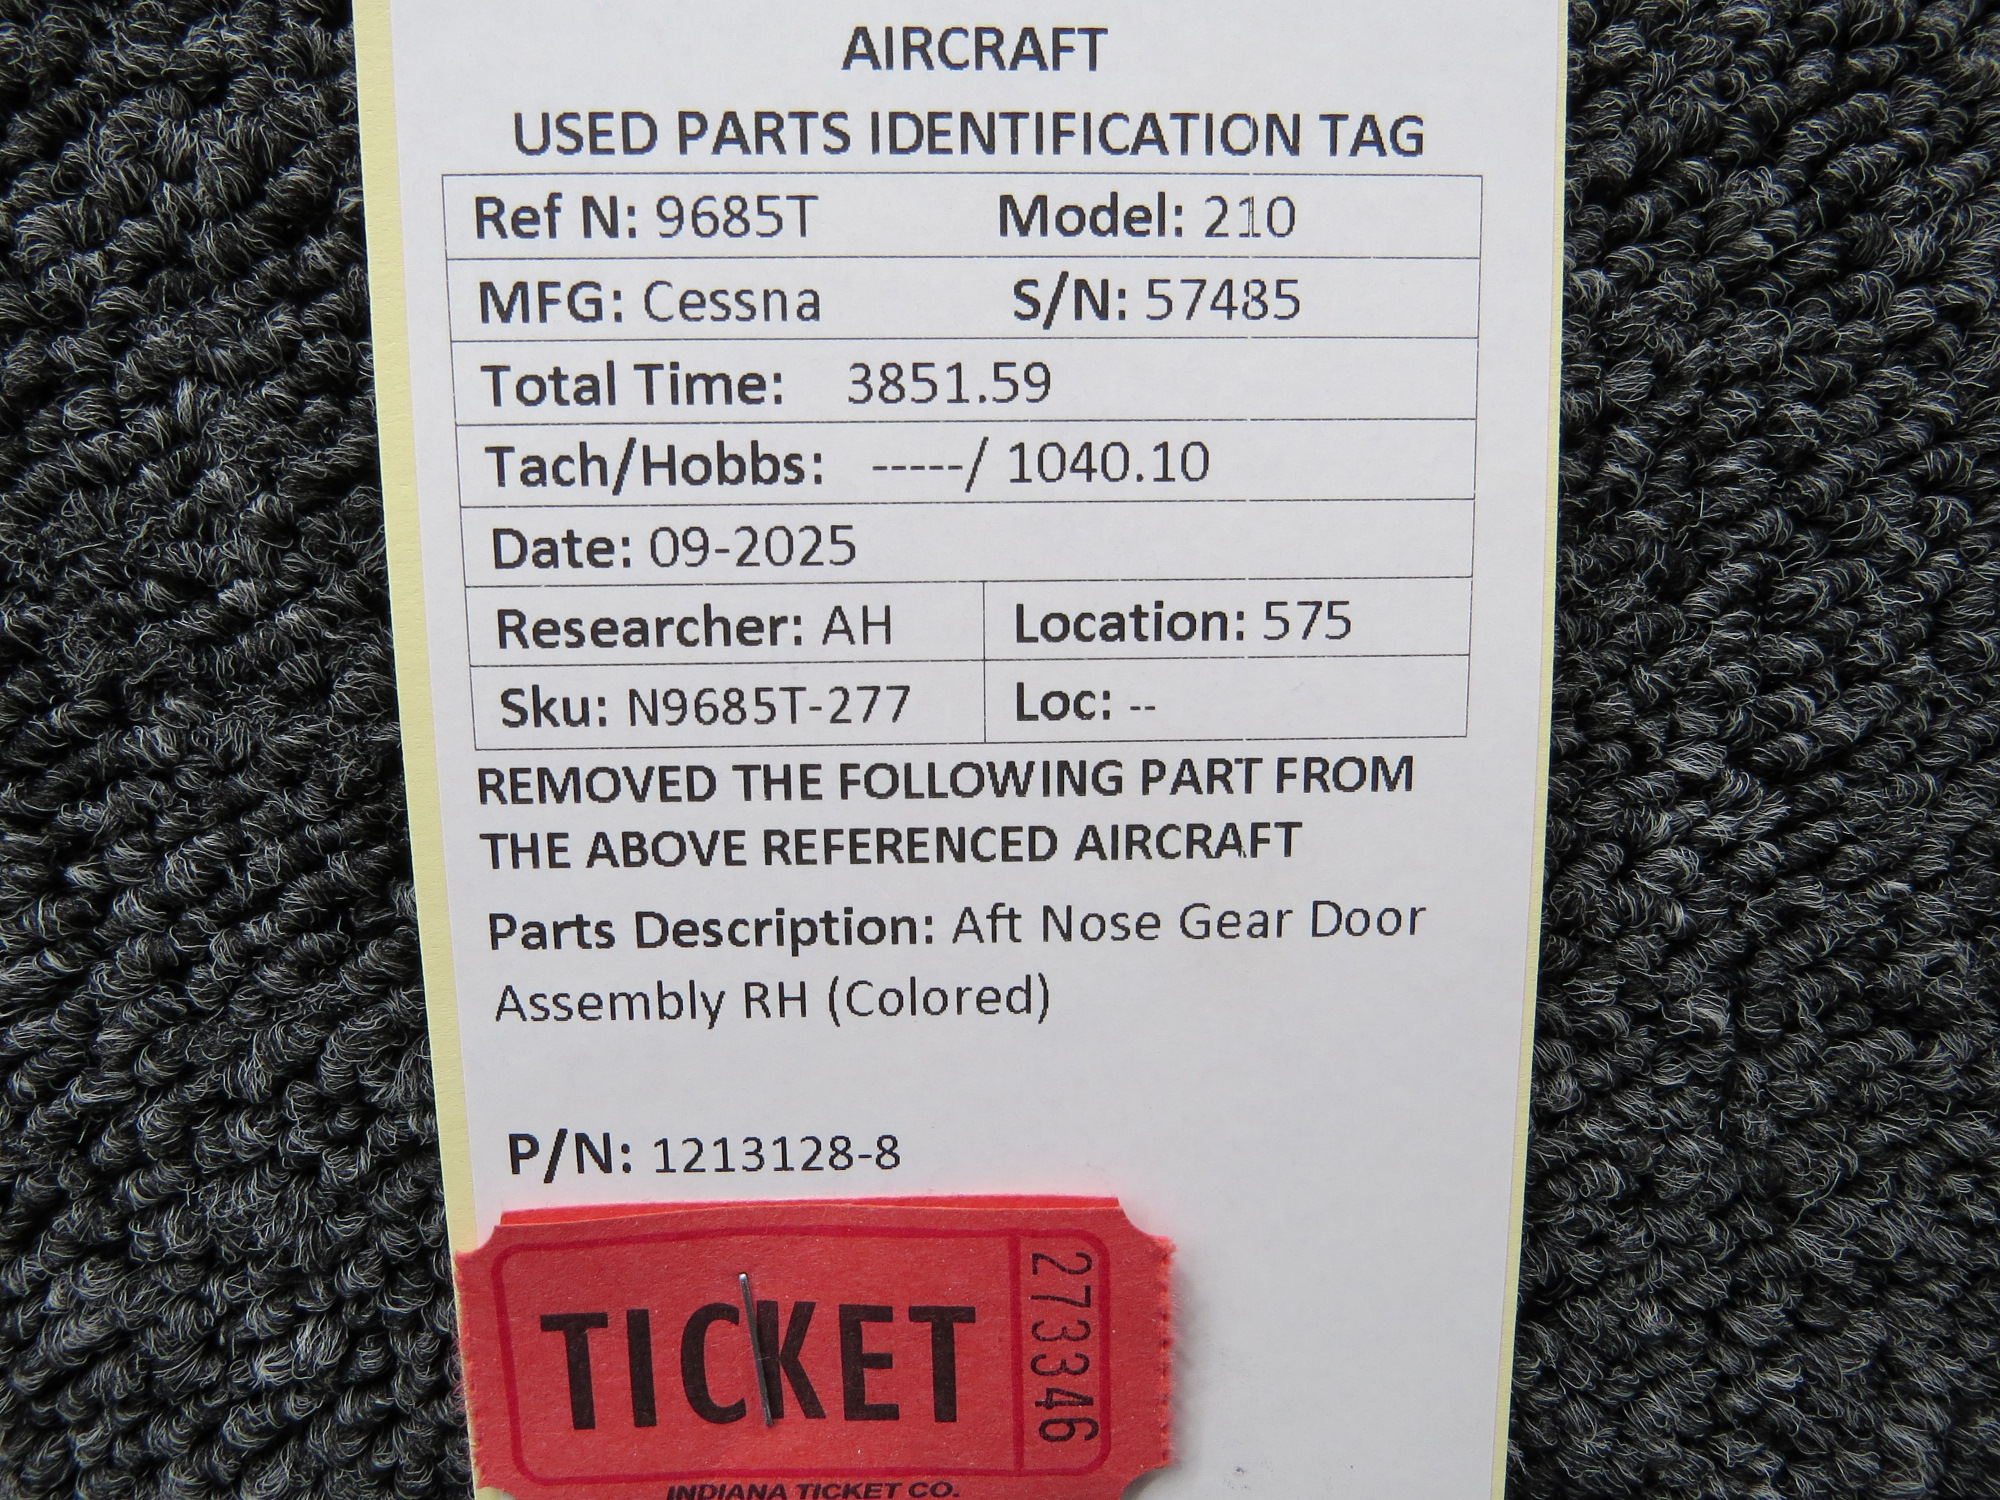 AIRCRAFT
USED PARTS IDENTIFICATION TAG
Ref N: 9685T Model: 210
MFG: Cessna S/N: 57485
Total Time: 3851.59
Tach/Hobbs: -----/ 1040.10
Date: 09-2025
Researcher: AH Location: 575
Sku: N9685T-277 Loc: --
REMOVED THE FOLLOWING PART FROM
THE ABOVE REFERENCED AIRCRAFT
Parts Description: Aft Nose Gear Door
Assembly RH (Colored)
P/N: 1213128-8
TICKET
273346
INDIANA TICKET CO.